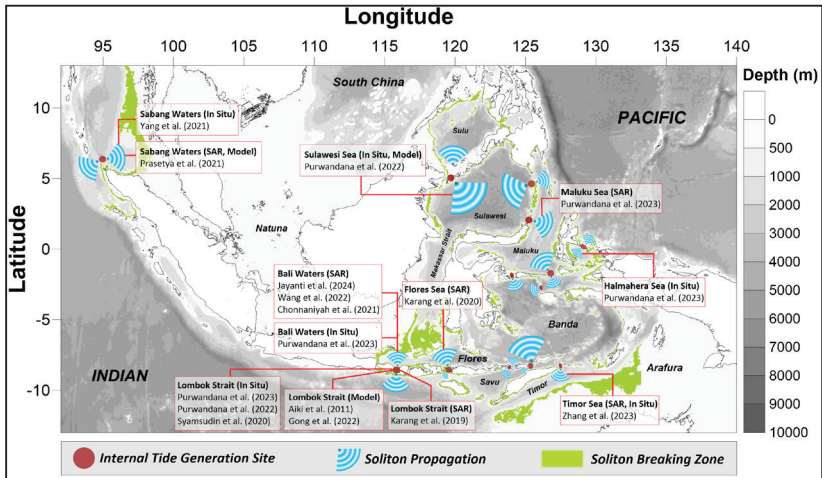 Longitude
95 100 105 110 115 120 125 130 135 140
Depth (m)
Latitude
10
5
0
-5
-10
South China
PACIFIC
Sulu
Sabang Waters (In Situ)
Yang et al. (2021)
Sabang Waters (SAR, Model)
Prasetya et al. (2021)
Sulawesi Sea (In Situ, Model)
Purwandana et al. (2022)
Maluku Sea (SAR)
Purwandana et al. (2023)
Sulawesi
Natuna
Makassar Strait
Maluku
Bali Waters (SAR)
Jayanti et al. (2024)
Wang et al. (2022)
Chonnaniyah et al. (2021)
Flores Sea (SAR)
Karang et al. (2020)
Halmahera Sea (In Situ)
Purwandana et al. (2023)
Bali Waters (In Situ)
Purwandana et al. (2023)
Banda
INDIAN
Flores
Arafura
Savu
Timor
Lombok Strait (In Situ)
Purwandana et al. (2023)
Purwandana et al. (2022)
Syamsudin et al. (2020)
Lombok Strait (Model)
Aiki et al. (2011)
Gong et al. (2022)
Lombok Strait (SAR)
Karang et al. (2019)
Timor Sea (SAR, In Situ)
Zhang et al. (2023)
0
500
1000
2000
3000
4000
5000
6000
7000
8000
9000
10000
Internal Tide Generation Site
Soliton Propagation
Soliton Breaking Zone